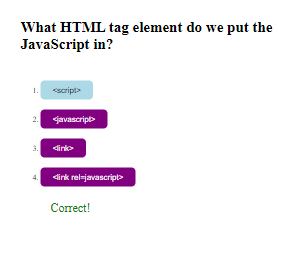 What HTML tag element do we put the
JavaScript in?
1. <script>
2. <javascript>
3. <link>
4. <link rel=javascript>
Correct!